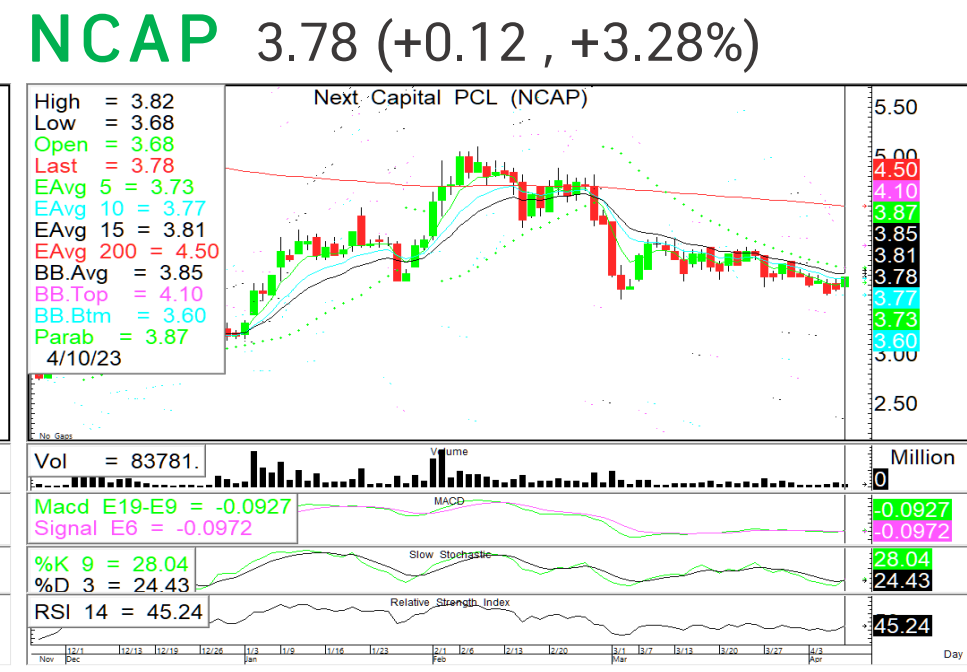 NCAP 3.78 (+0.12 , +3.28%)
Next Capital PCL (NCAP)
High = 3.82
Low = 3.68
Open = 3.68
Last = 3.78
EAvg 5 = 3.73
EAvg 10 = 3.77
EAvg 15 = 3.81
EAvg 200 = 4.50
BB.Avg = 3.85
BB.Top = 4.10
BB.Btm = 3.60
Parab = 3.87
4/10/23
5.50
5.00
4.50
4.10
3.87
3.85
3.81
3.78
3.77
3.73
3.60
3.00
2.50
No Gaps
Volume
Vol = 83781.
Million
0
MACD
Macd E19-E9 = -0.0927
Signal E6 = -0.0972
-0.0927
-0.0972
Slow Stochastic
%K 9 = 28.04
%D 3 = 24.43
28.04
24.43
Relative Strength Index
RSI 14 = 45.24
45.24
12/1 12/13 12/19 12/26 1/3 1/9 1/16 1/23 2/1 2/6 2/13 2/20 3/1 3/7 3/13 3/20 3/27 4/3
Nov Dec Jan Feb Mar Apr
Day